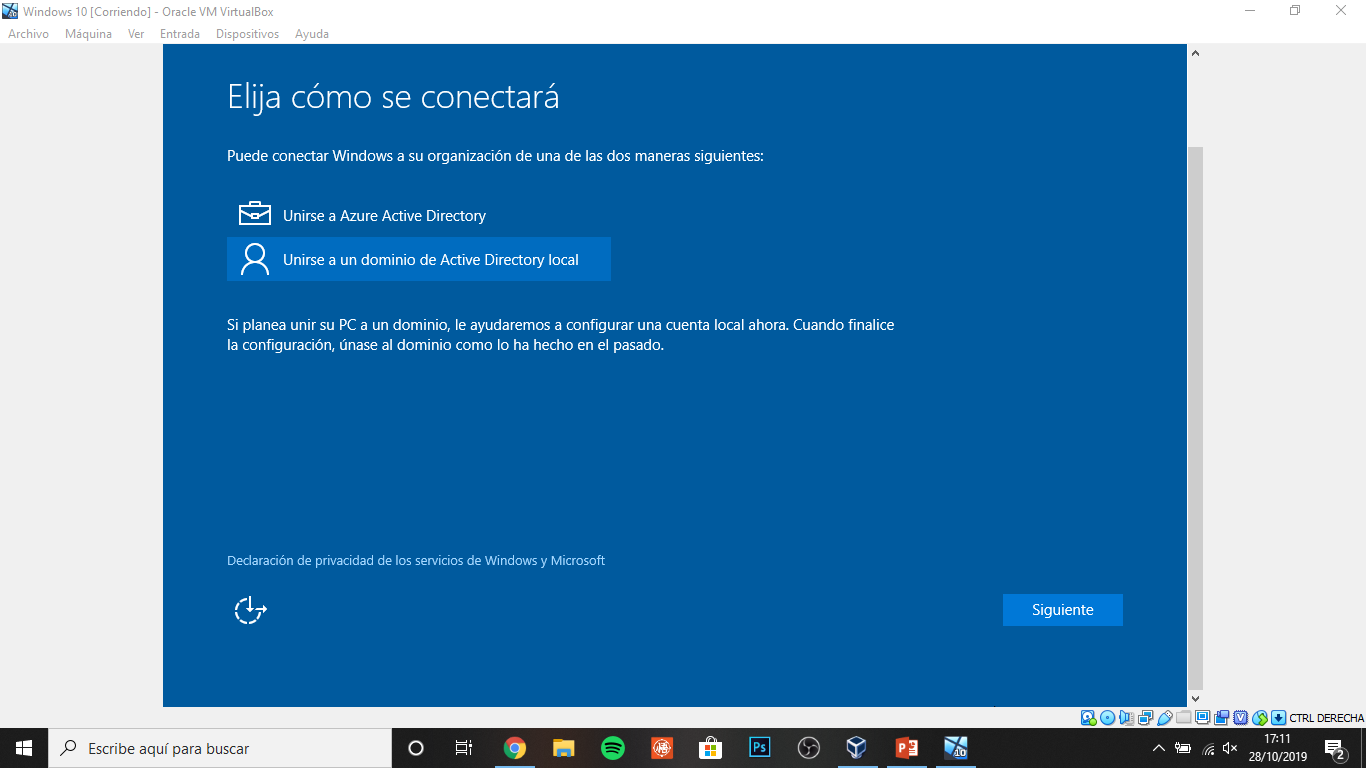 Windows 10 [Corriendo] - Oracle VM VirtualBox
Archivo Máquina Ver Entrada Dispositivos Ayuda
Elija cómo se conectará
Puede conectar Windows a su organización de una de las dos maneras siguientes:
Unirse a Azure Active Directory
Unirse a un dominio de Active Directory local
Si planea unir su PC a un dominio, le ayudaremos a configurar una cuenta local ahora. Cuando finalice
la configuración, únase al dominio como lo ha hecho en el pasado.
Declaración de privacidad de los servicios de Windows y Microsoft
Siguiente
CTRL DERECHA
Escribe aquí para buscar
Ps
10
17:11
28/10/2019
2